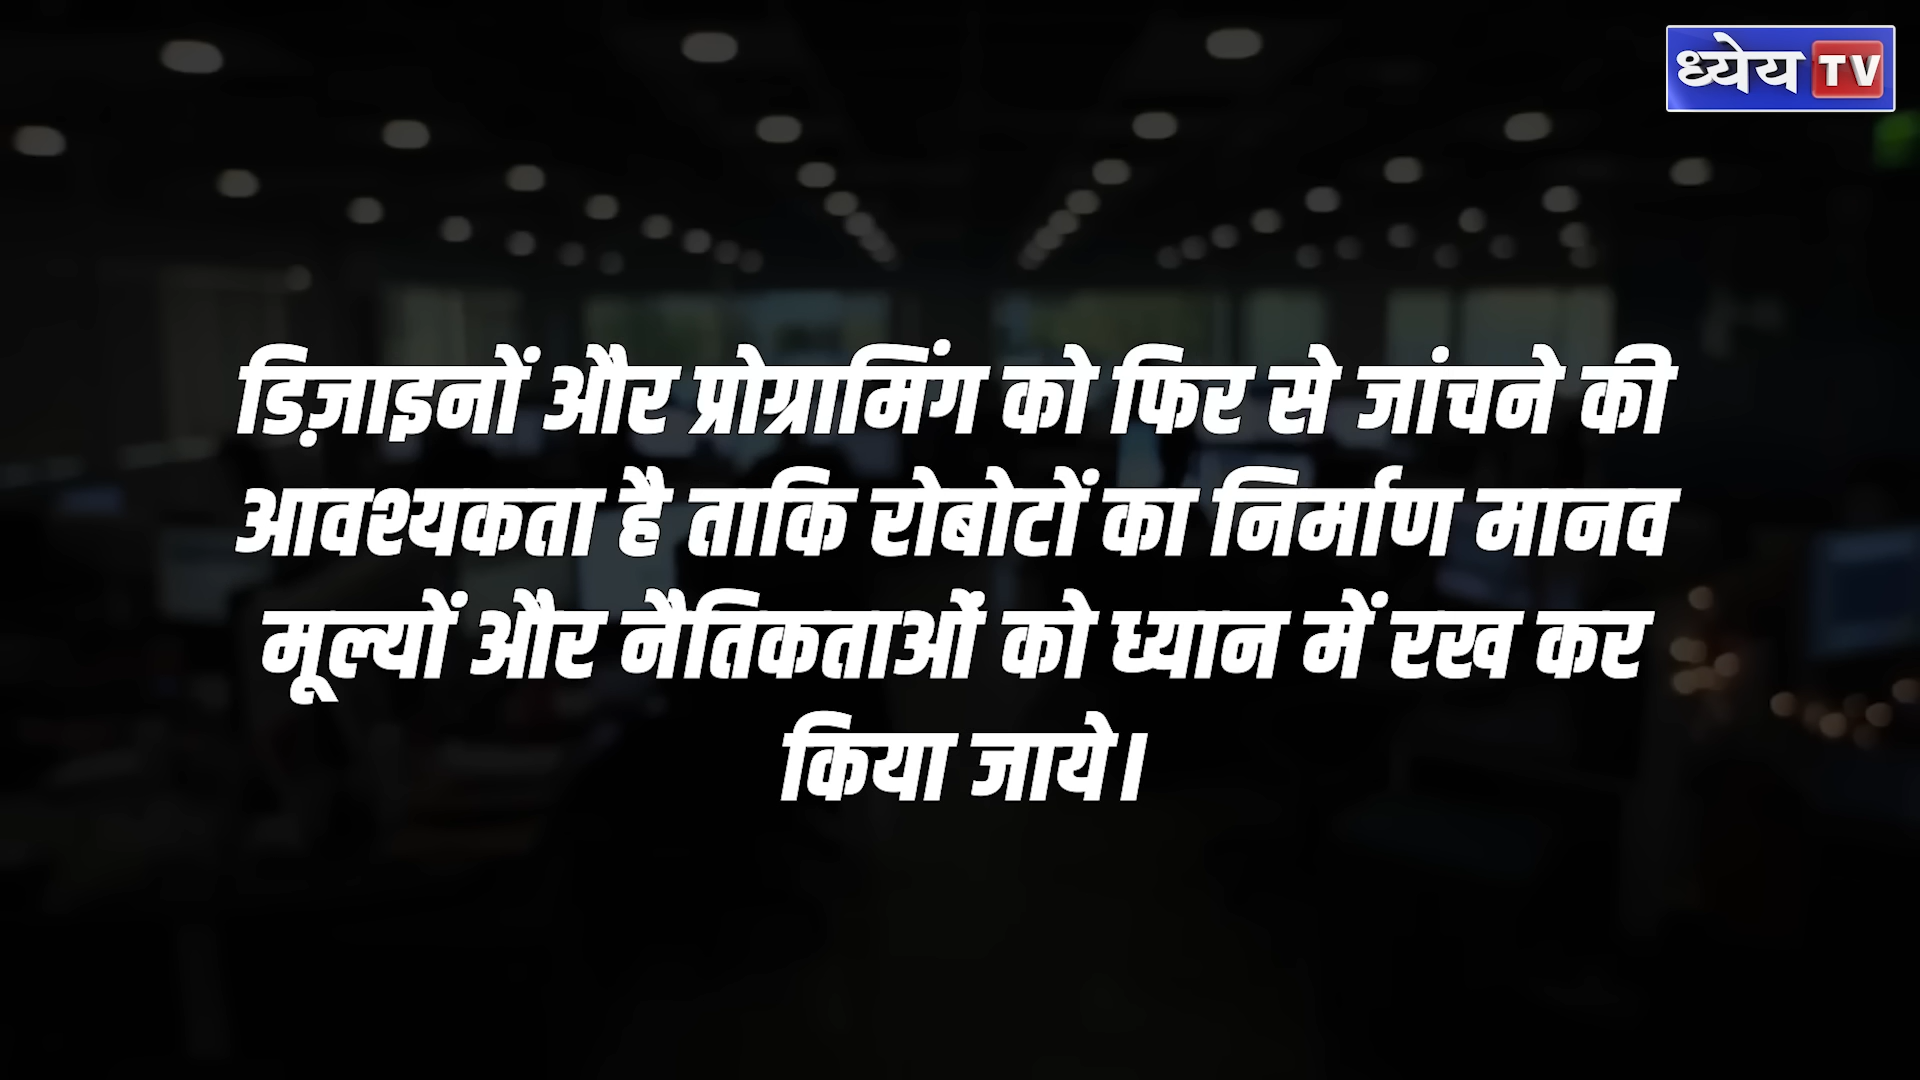 ध्येय TV
डिज़ाइनों और प्रोग्रामिंग को फिर से जांचने की
आवश्यकता है ताकि रोबोटों का निर्माण मानव
मूल्यों और नैतिकताओं को ध्यान में रख कर
किया जाये।